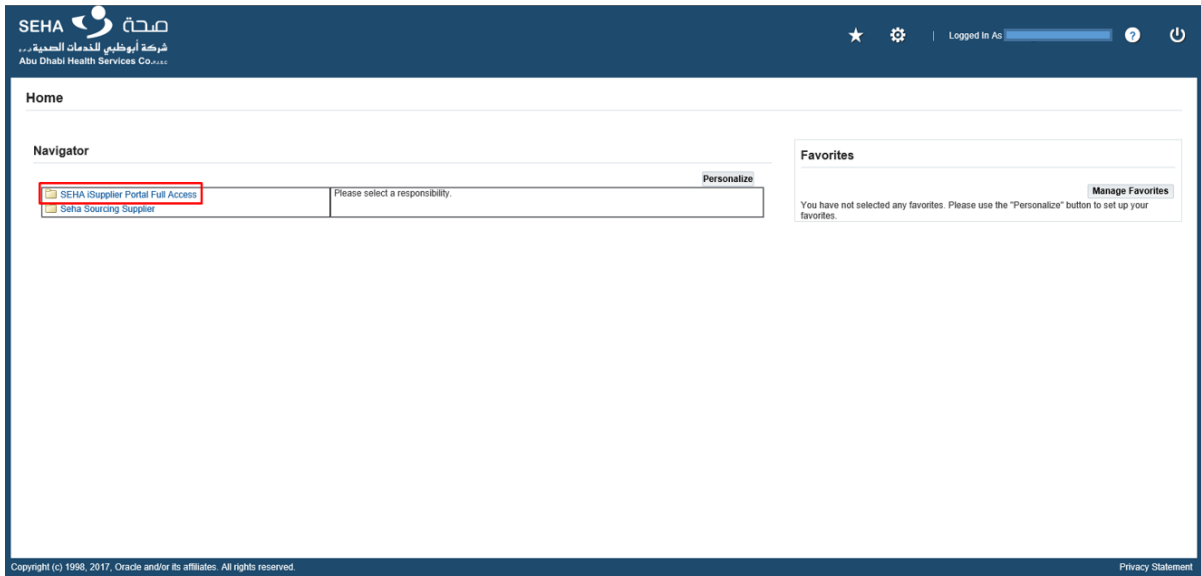 SEHA صحة
شركة أبوظبي للخدمات الصحية
Abu Dhabi Health Services Co.
Logged In As
Home
Navigator
Personalize
SEHA iSupplier Portal Full Access
Please select a responsibility.
Seha Sourcing Supplier
Favorites
Manage Favorites
You have not selected any favorites. Please use the "Personalize" button to set up your
favorites.
Copyright (c) 1998, 2017, Oracle and/or its affiliates. All rights reserved.
Privacy Statement